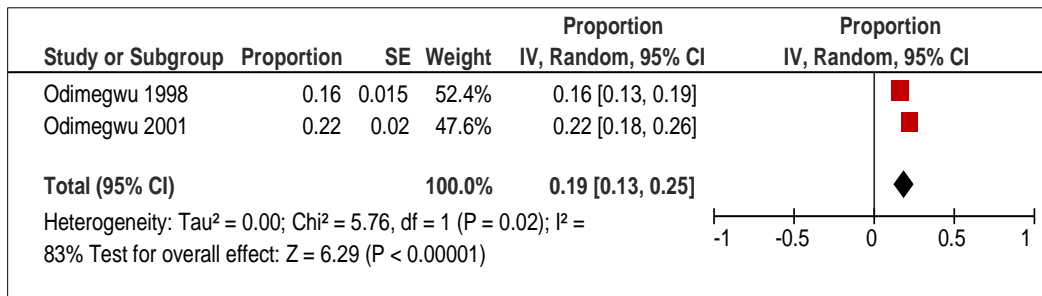 Proportion Proportion
Study or Subgroup Proportion SE Weight IV, Random, 95% CI IV, Random, 95% CI
Odimegwu 1998 0.16 0.015 52.4% 0.16 [0.13, 0.19]
Odimegwu 2001 0.22 0.02 47.6% 0.22 [0.18, 0.26]
Total (95% CI) 100.0% 0.19 [0.13, 0.25]
Heterogeneity: Tau² = 0.00; Chi² = 5.76, df = 1 (P = 0.02); I² =
83% Test for overall effect: Z = 6.29 (P < 0.00001)
-1 -0.5 0 0.5 1